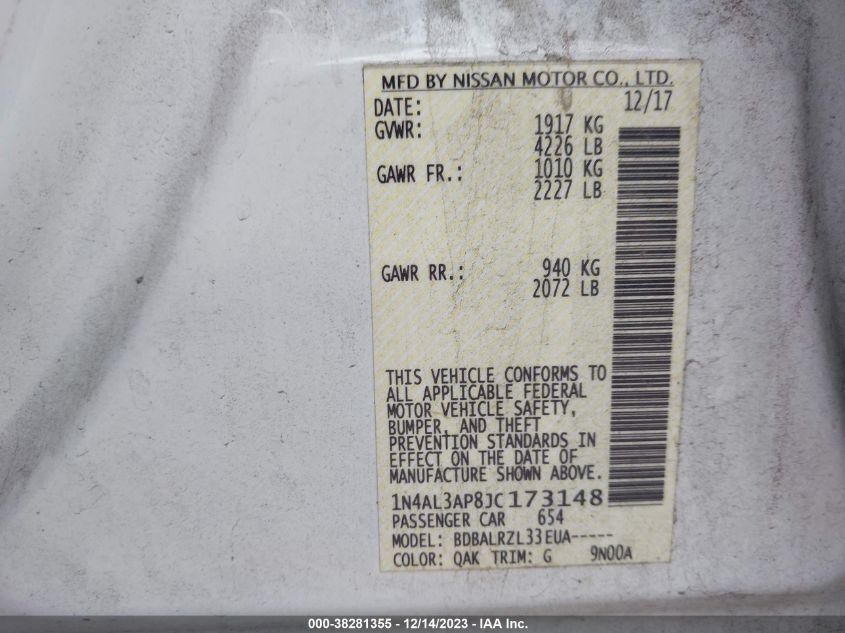 MFD BY NISSAN MOTOR CO., LTD.
DATE: 12/17
GVWR: 1917 KG
4226 LB
GAWR FR.: 1010 KG
2227 LB
GAWR RR.: 940 KG
2072 LB
THIS VEHICLE CONFORMS TO
ALL APPLICABLE FEDERAL
MOTOR VEHICLE SAFETY,
BUMPER, AND THEFT
PREVENTION STANDARDS IN
EFFECT ON THE DATE OF
MANUFACTURE SHOWN ABOVE.
1N4AL3AP8JC173148
PASSENGER CAR 654
MODEL: BDBALRZL33EUA-----
COLOR: QAK TRIM: G 9N00A
000-38281355 - 12/14/2023 - IAA Inc.